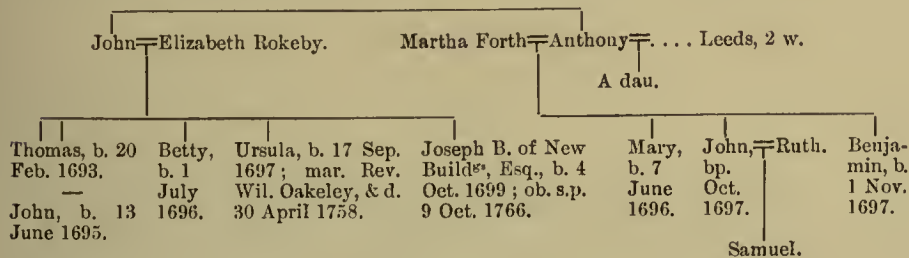 John Elizabeth Rokeby. Martha Forth Anthony .... Leeds, 2 w.
A dau.
Thomas, b. 20
Feb. 1693.
—
John, b. 13
June 1695.
Betty,
b. 1
July
1696.
Ursula, b. 17 Sep.
1697; mar. Rev.
Wil. Oakeley, & d.
30 April 1758.
Joseph B. of New
Buildgs, Esq., b. 4
Oct. 1699; ob. s.p.
9 Oct. 1766.
Mary,
b. 7
June
1696.
John,
bp.
Oct.
1697.
Ruth.
Benja-
min, b.
1 Nov.
1697.
Samuel.